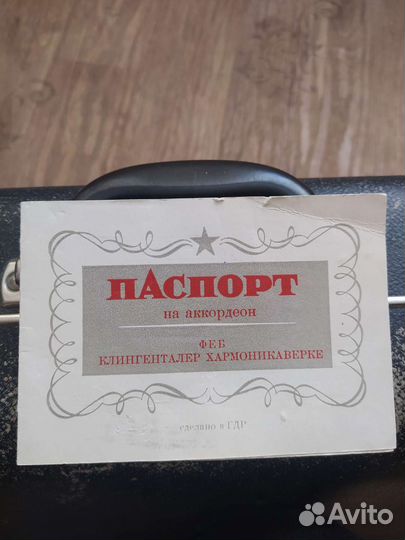 ПАСПОРТ
на аккордеон
ФЕБ
КЛИНГЕНТАЛЕР ХАРМОНИКАВЕРКЕ
сделано в ГДР
Avito